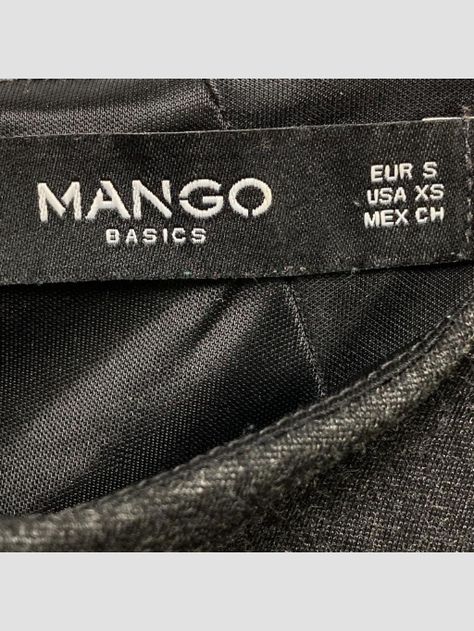 MANGO
BASICS
EUR S
USA XS
MEX CH